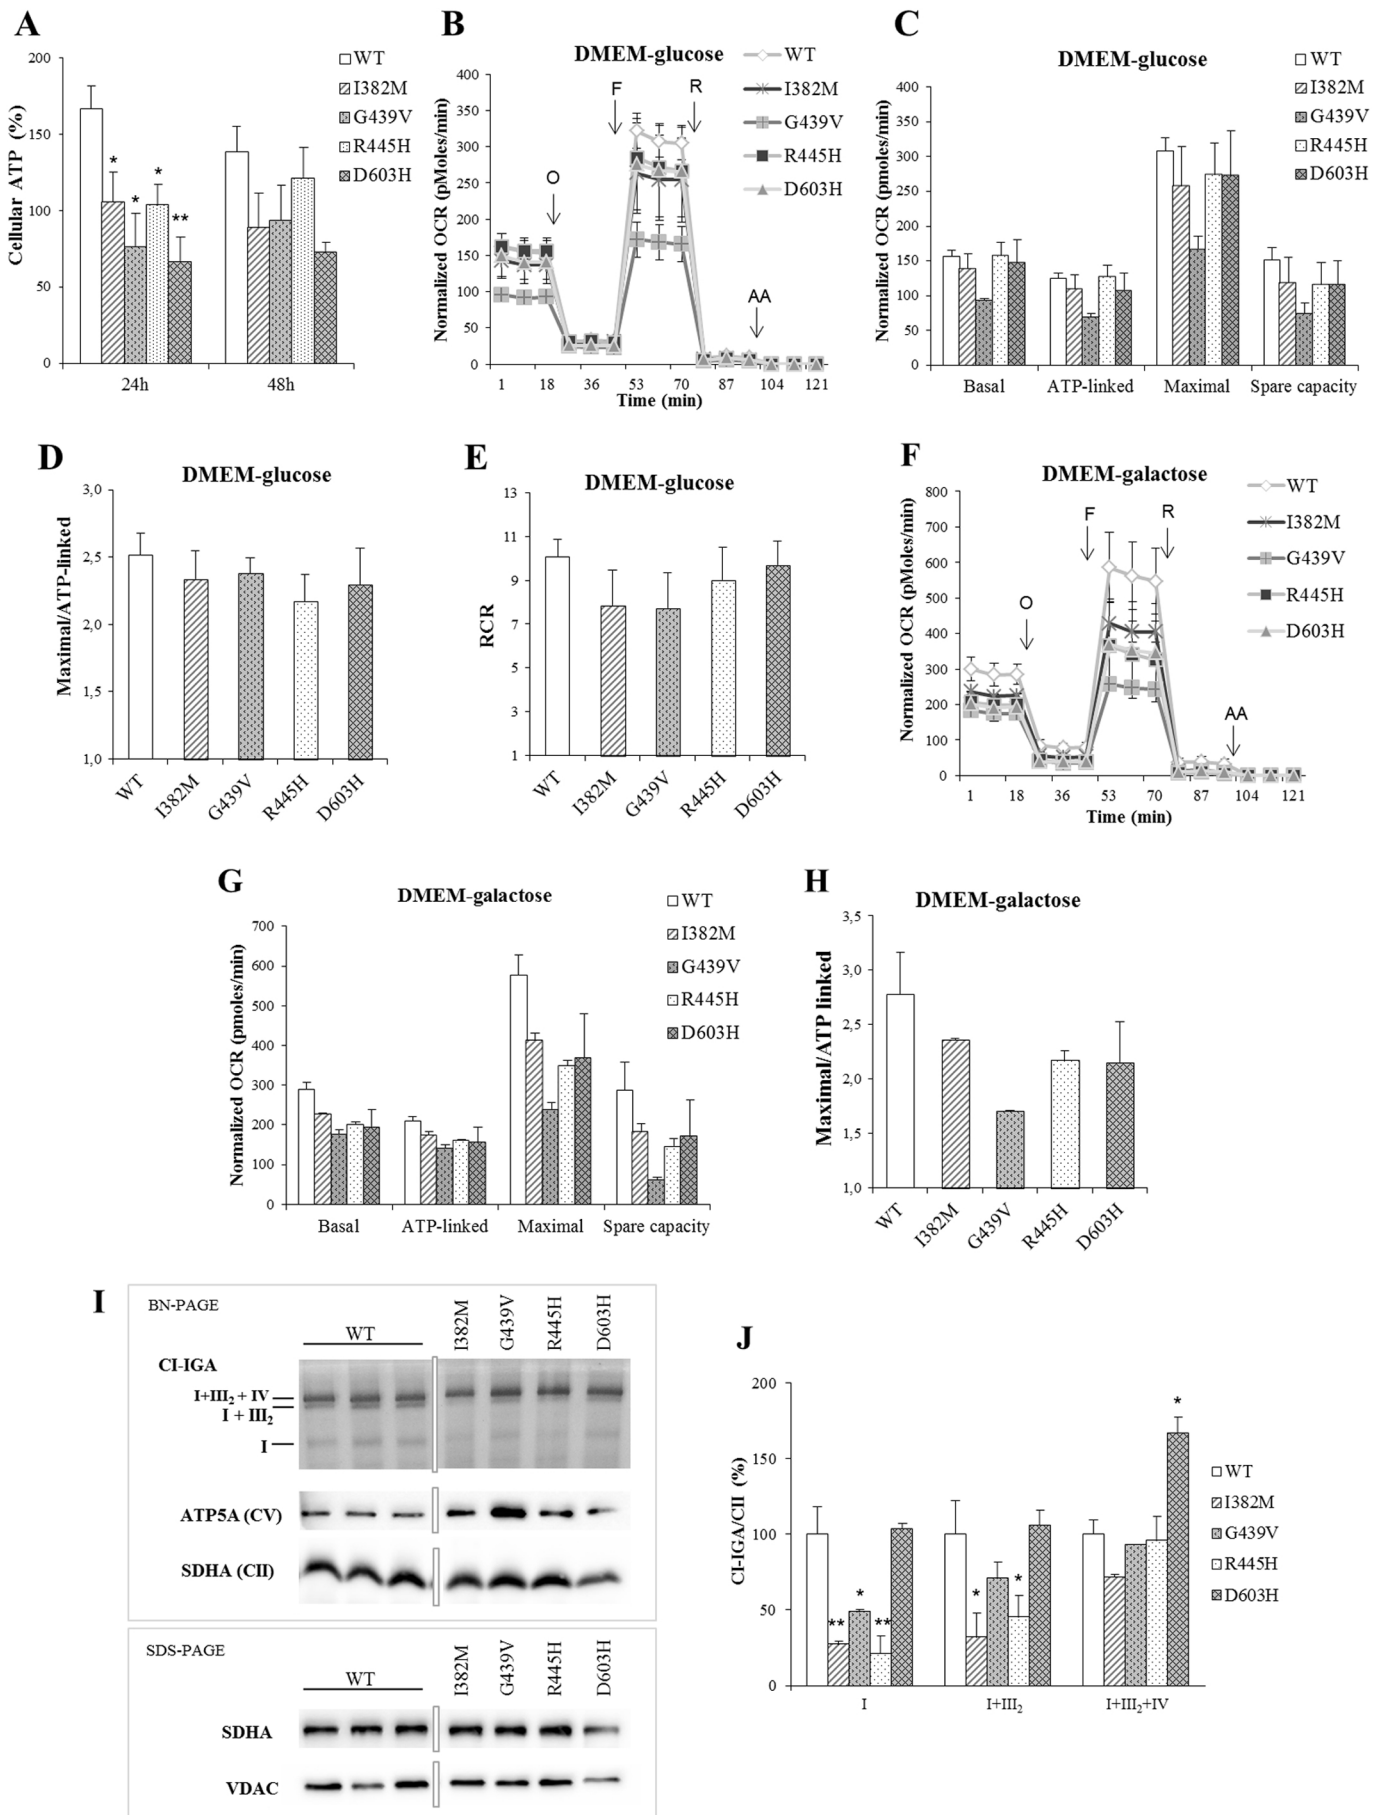 A
Cellular ATP (%)
200
150
100
50
0
*
*
*
**
24h
48h
WT
I382M
G439V
R445H
D603H
B
DMEM-glucose
Normalized OCR (pMoles/min)
400
350
300
250
200
150
100
50
0
O
F
R
AA
1 18 36 53 70 87 104 121
Time (min)
WT
I382M
G439V
R445H
D603H
C
DMEM-glucose
Normalized OCR (pmoles/min)
400
350
300
250
200
150
100
50
0
Basal ATP-linked Maximal Spare capacity
WT
I382M
G439V
R445H
D603H
D
DMEM-glucose
Maximal/ATP-linked
3,0
2,5
2,0
1,5
1,0
WT I382M G439V R445H D603H
E
DMEM-glucose
RCR
13
11
9
7
5
3
1
WT I382M G439V R445H D603H
F
DMEM-galactose
Normalized OCR (pMoles/min)
800
700
600
500
400
300
200
100
0
O
F
R
AA
1 18 36 53 70 87 104 121
Time (min)
WT
I382M
G439V
R445H
D603H
G
DMEM-galactose
Normalized OCR (pmoles/min)
700
600
500
400
300
200
100
0
Basal ATP-linked Maximal Spare capacity
WT
I382M
G439V
R445H
D603H
H
DMEM-galactose
Maximal/ATP linked
3,5
3,0
2,5
2,0
1,5
1,0
WT I382M G439V R445H D603H
I
BN-PAGE
WT I382M G439V R445H D603H
CI-IGA
I+III₂ + IV
I + III₂
I
ATP5A (CV)
SDHA (CII)
SDS-PAGE
WT I382M G439V R445H D603H
SDHA
VDAC
J
CI-IGA/CII (%)
200
150
100
50
0
**
*
**
*
*
*
I I+III₂ I+III₂+IV
WT
I382M
G439V
R445H
D603H